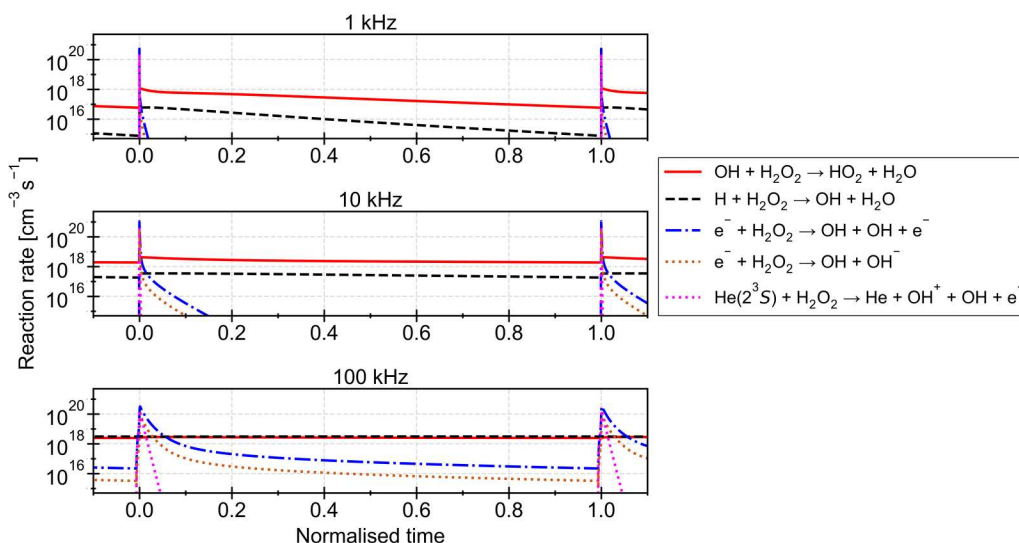 1 kHz
10²⁰
10¹⁸
10¹⁶
0.0 0.2 0.4 0.6 0.8 1.0
10 kHz
10²⁰
10¹⁸
10¹⁶
0.0 0.2 0.4 0.6 0.8 1.0
100 kHz
10²⁰
10¹⁸
10¹⁶
0.0 0.2 0.4 0.6 0.8 1.0
Normalised time
Reaction rate [cm⁻³ s⁻¹]
OH + H₂O₂ → HO₂ + H₂O
H + H₂O₂ → OH + H₂O
e⁻ + H₂O₂ → OH + OH + e⁻
e⁻ + H₂O₂ → OH + OH⁻
He(2³S) + H₂O₂ → He + OH⁺ + OH + e⁻